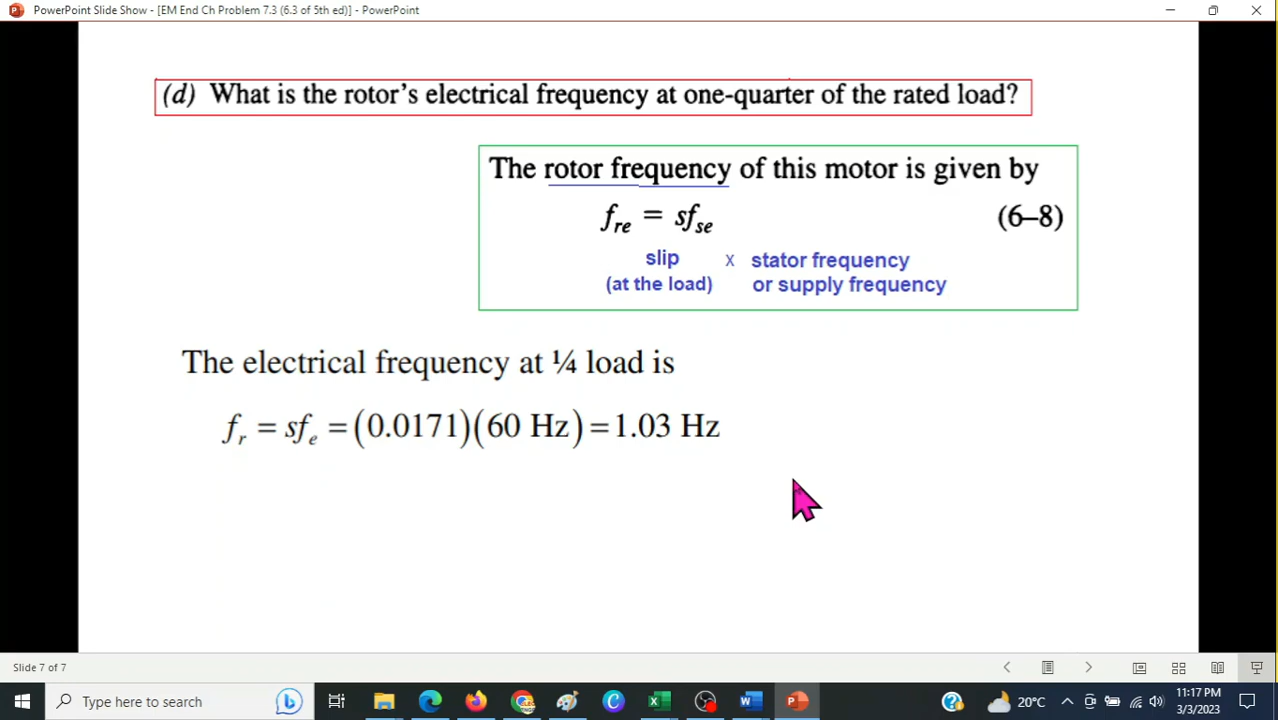 PowerPoint Slide Show - [EM End Ch Problem 7.3 (6.3 of 5th ed)] - PowerPoint
(d) What is the rotor's electrical frequency at one-quarter of the rated load?
The rotor frequency of this motor is given by
fre = sfse (6–8)
slip x stator frequency
(at the load) or supply frequency
The electrical frequency at ¼ load is
fr = sfe = (0.0171)(60 Hz) = 1.03 Hz
Slide 7 of 7
Type here to search
20°C
11:17 PM
3/3/2023